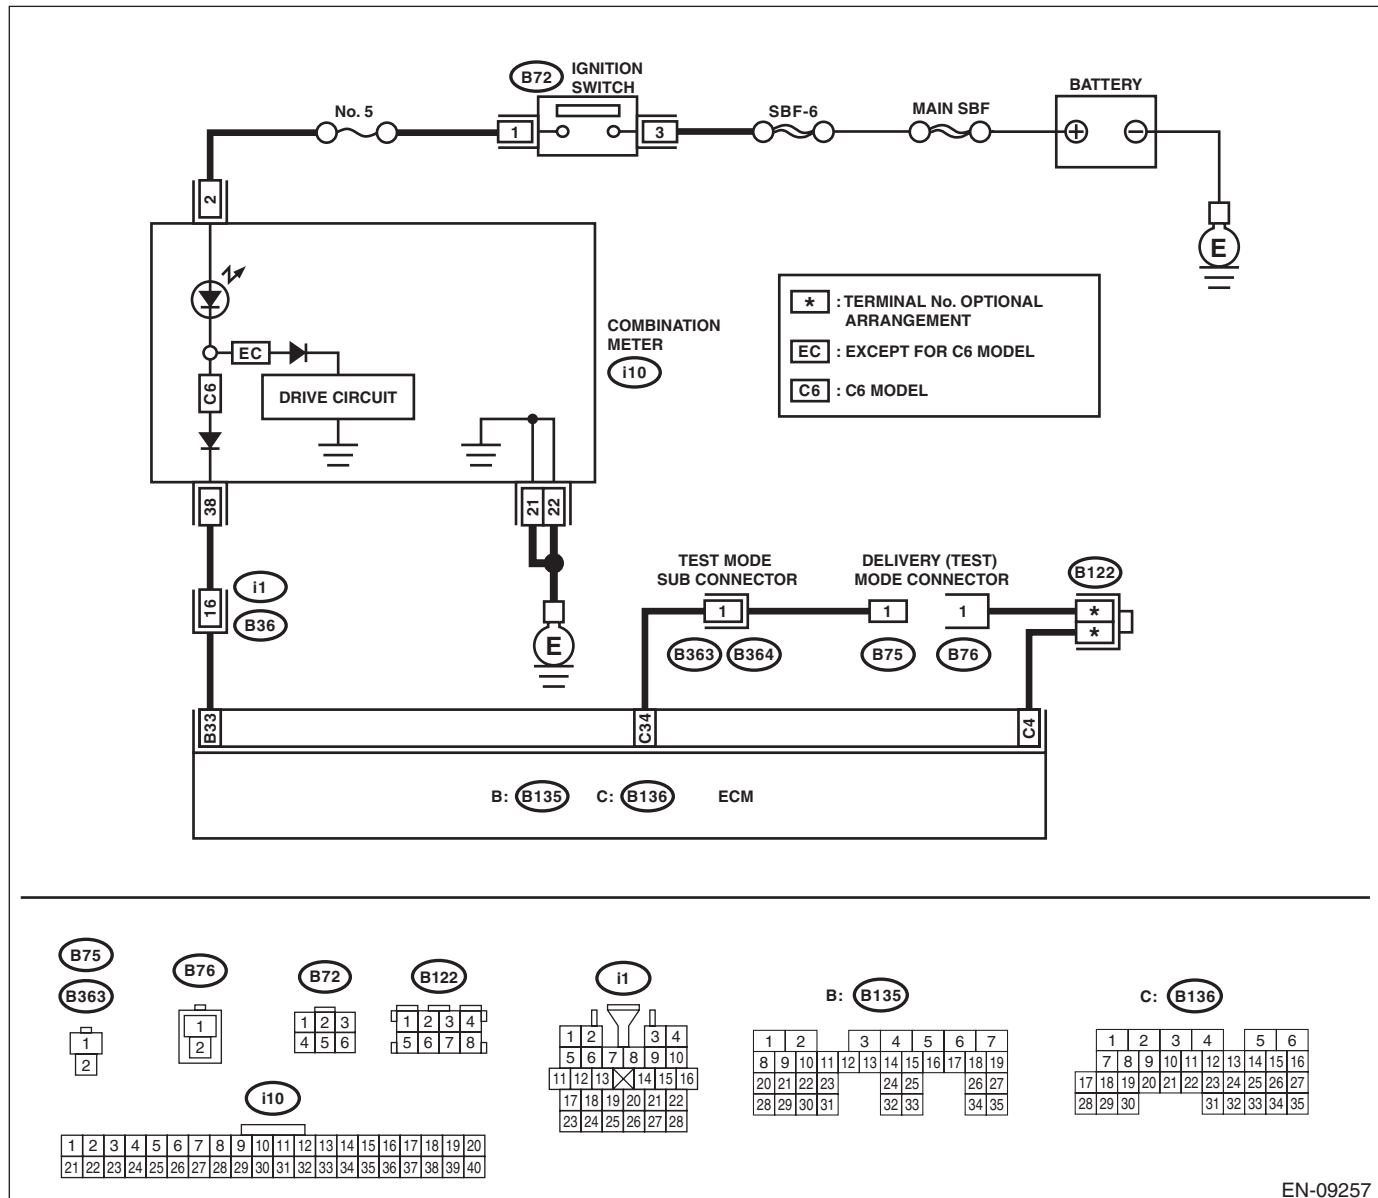 B72
IGNITION
SWITCH
No. 5
1
3
SBF-6
MAIN SBF
BATTERY
+
−
E
2
* : TERMINAL No. OPTIONAL
ARRANGEMENT
EC : EXCEPT FOR C6 MODEL
C6 : C6 MODEL
COMBINATION
METER
i10
EC
C6
DRIVE CIRCUIT
38
21
22
16
i1
B36
E
TEST MODE
SUB CONNECTOR
DELIVERY (TEST)
MODE CONNECTOR
B122
1
1
1
*
*
B363
B364
B75
B76
B33
C34
C4
B: B135 C: B136 ECM
B75
B363
1
2
B76
1
2
B72
1 2 3
4 5 6
B122
1 2 3 4
5 6 7 8
i10
1 2 3 4 5 6 7 8 9 10 11 12 13 14 15 16 17 18 19 20
21 22 23 24 25 26 27 28 29 30 31 32 33 34 35 36 37 38 39 40
i1
1 2 3 4
5 6 7 8 9 10
11 12 13 14 15 16
17 18 19 20 21 22
23 24 25 26 27 28
B: B135
1 2 3 4 5 6 7
8 9 10 11 12 13 14 15 16 17 18 19
20 21 22 23 24 25 26 27
28 29 30 31 32 33 34 35
C: B136
1 2 3 4 5 6
7 8 9 10 11 12 13 14 15 16
17 18 19 20 21 22 23 24 25 26 27
28 29 30 31 32 33 34 35
EN-09257